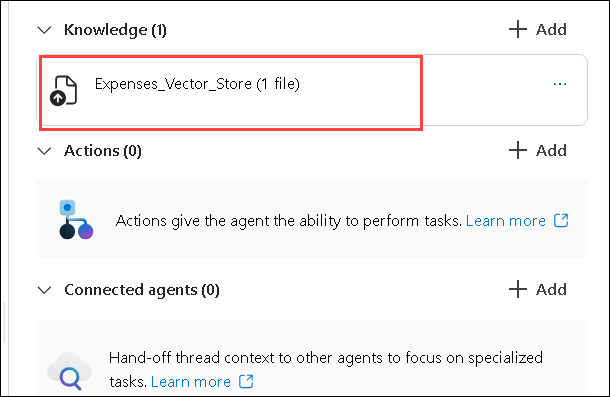 Knowledge (1)
Add
Expenses_Vector_Store (1 file)
...
Actions (0)
Add
Actions give the agent the ability to perform tasks. Learn more
Connected agents (0)
Add
Hand-off thread context to other agents to focus on specialized
tasks. Learn more